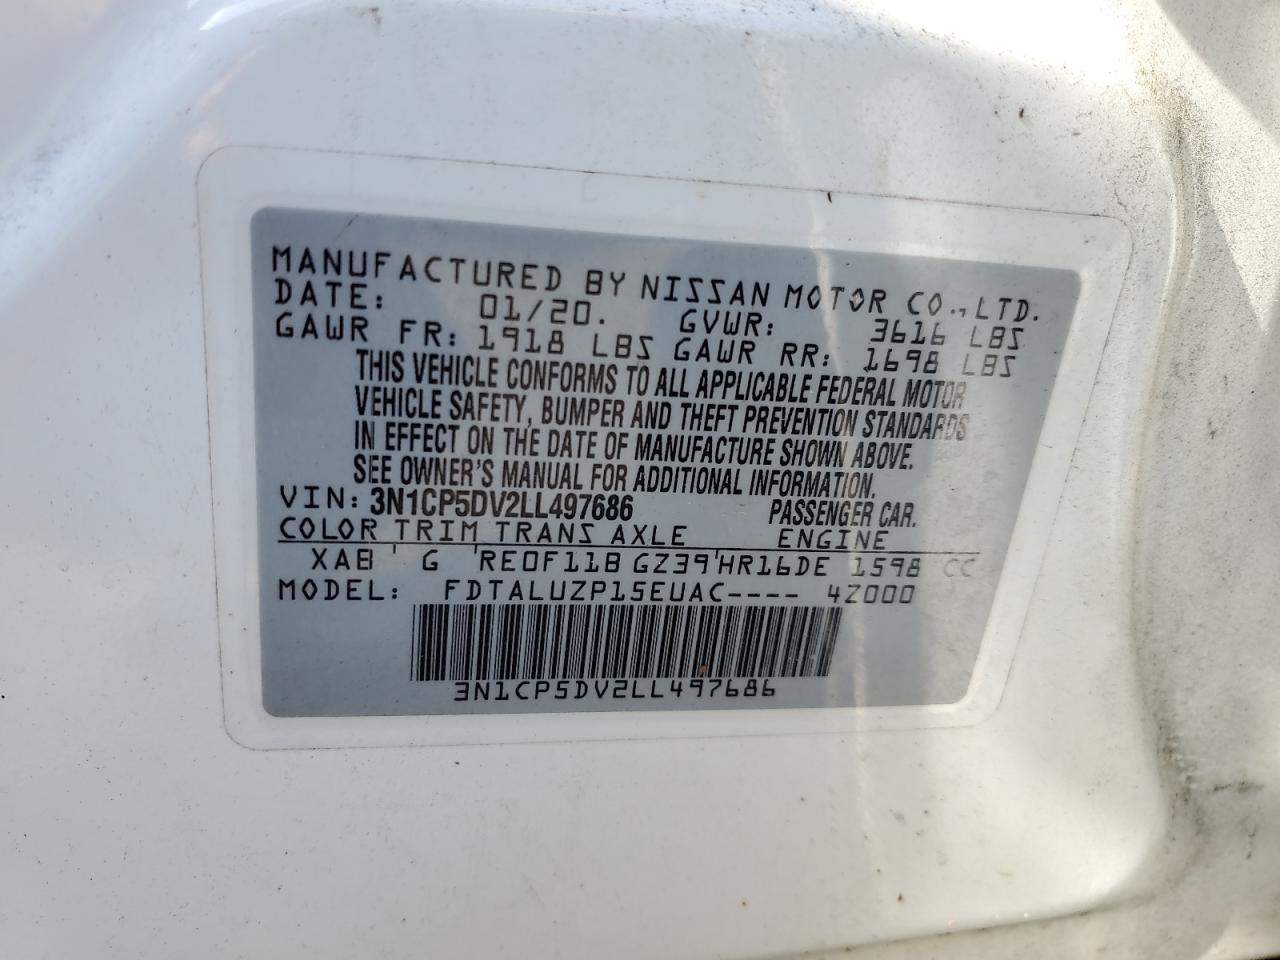 MANUFACTURED BY NISSAN MOTOR CO.,LTD.
DATE: 01/20. GVWR: 3616 LBS
GAWR FR: 1918 LBS GAWR RR: 1698 LBS
THIS VEHICLE CONFORMS TO ALL APPLICABLE FEDERAL MOTOR
VEHICLE SAFETY, BUMPER AND THEFT PREVENTION STANDARDS
IN EFFECT ON THE DATE OF MANUFACTURE SHOWN ABOVE.
SEE OWNER'S MANUAL FOR ADDITIONAL INFORMATION.
VIN: 3N1CP5DV2LL497686 PASSENGER CAR.
COLOR TRIM TRANS AXLE ENGINE
XAB ' G 'RE0F11B GZ39'HR16DE 1598 CC
MODEL: FDTALUZP15EUAC---- 4Z000
3N1CP5DV2LL497686